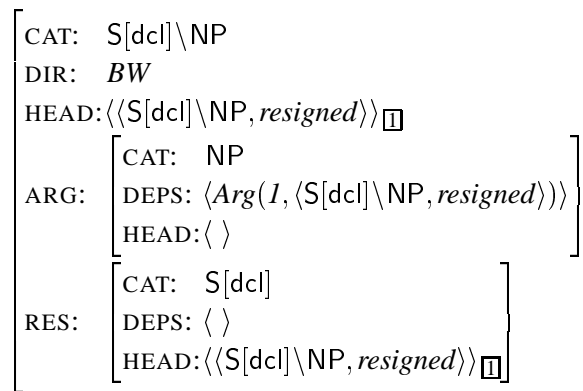 CAT: S[dcl]\NP
DIR: BW
HEAD:⟨⟨S[dcl]\NP, resigned⟩⟩[1]
CAT: NP
ARG: DEPS: ⟨Arg(1,⟨S[dcl]\NP, resigned⟩)⟩
HEAD:⟨ ⟩
CAT: S[dcl]
RES: DEPS: ⟨ ⟩
HEAD:⟨⟨S[dcl]\NP, resigned⟩⟩[1]